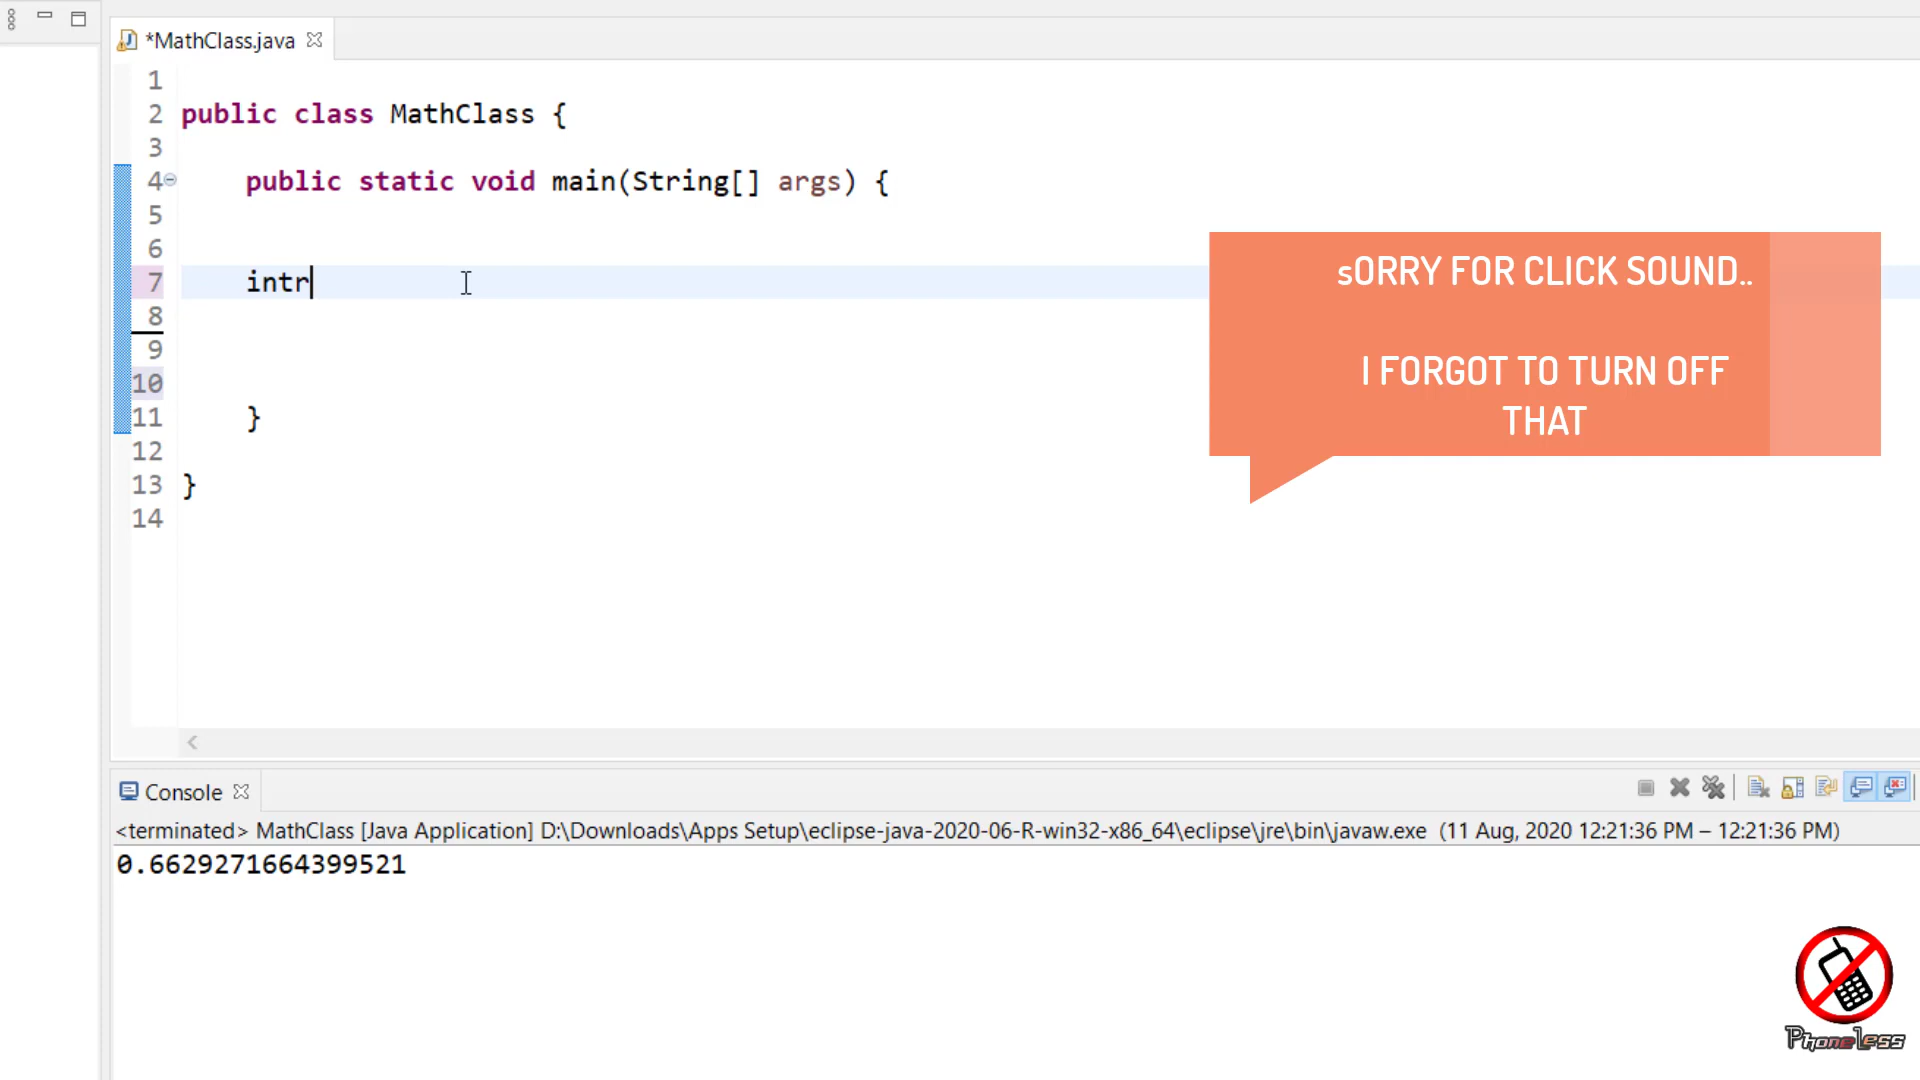 *MathClass.java
1
2 public class MathClass {
3
4 public static void main(String[] args) {
5
6
7 intr
8
9
10
11 }
12
13 }
14
sORRY FOR CLICK SOUND..
I FORGOT TO TURN OFF
THAT
Console
<terminated> MathClass [Java Application] D:\Downloads\Apps Setup\eclipse-java-2020-06-R-win32-x86_64\eclipse\jre\bin\javaw.exe (11 Aug, 2020 12:21:36 PM – 12:21:36 PM)
0.6629271664399521
PhoneLess